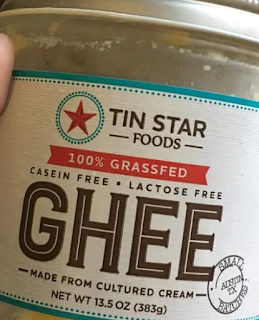 TIN STAR
FOODS
100% GRASSFED
CASEIN FREE • LACTOSE FREE
GHEE
MADE FROM CULTURED CREAM
NET WT 13.5 OZ (383g)
SMALL
AUSTIN
TX
BATCHES